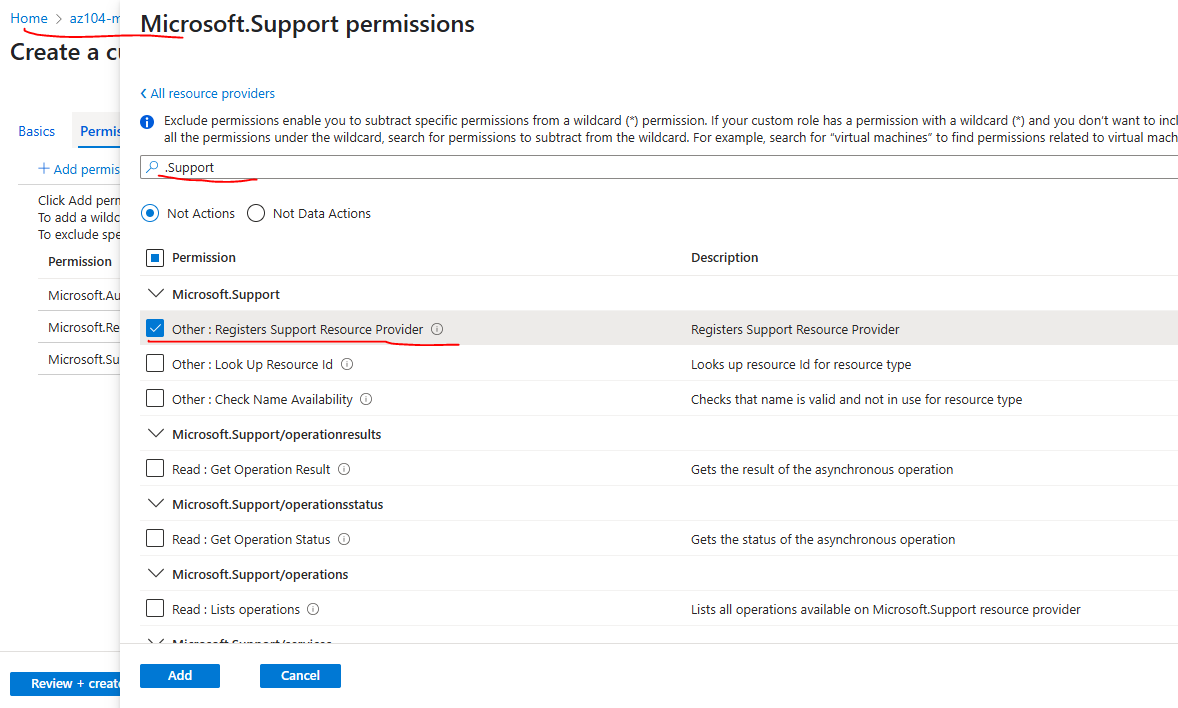 Home > az104-m
Microsoft.Support permissions
Create a cu
< All resource providers
Exclude permissions enable you to subtract specific permissions from a wildcard (*) permission. If your custom role has a permission with a wildcard (*) and you don't want to incl
all the permissions under the wildcard, search for permissions to subtract from the wildcard. For example, search for "virtual machines" to find permissions related to virtual mach
Basics
Permis
.Support
+ Add permis
Click Add perm
To add a wildc
To exclude spe
Not Actions
Not Data Actions
Permission
Permission
Description
Microsoft.Au
Microsoft.Re
Microsoft.Su
Microsoft.Support
Other : Registers Support Resource Provider
Registers Support Resource Provider
Other : Look Up Resource Id
Looks up resource Id for resource type
Other : Check Name Availability
Checks that name is valid and not in use for resource type
Microsoft.Support/operationresults
Read : Get Operation Result
Gets the result of the asynchronous operation
Microsoft.Support/operationsstatus
Read : Get Operation Status
Gets the status of the asynchronous operation
Microsoft.Support/operations
Read : Lists operations
Lists all operations available on Microsoft.Support resource provider
Microsoft.Support/services
Review + create
Add
Cancel